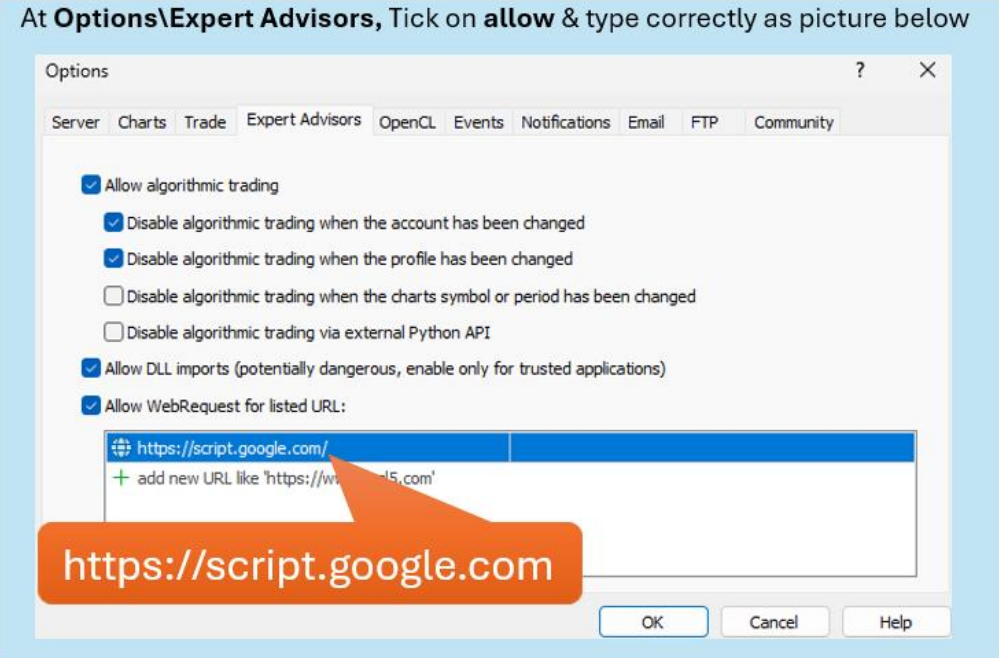 At Options\Expert Advisors, Tick on allow & type correctly as picture below
Options
?
Server Charts Trade Expert Advisors OpenCL Events Notifications Email FTP Community
Allow algorithmic trading
Disable algorithmic trading when the account has been changed
Disable algorithmic trading when the profile has been changed
Disable algorithmic trading when the charts symbol or period has been changed
Disable algorithmic trading via external Python API
Allow DLL imports (potentially dangerous, enable only for trusted applications)
Allow WebRequest for listed URL:
https://script.google.com/
add new URL like
https://script.google.com
OK Cancel Help